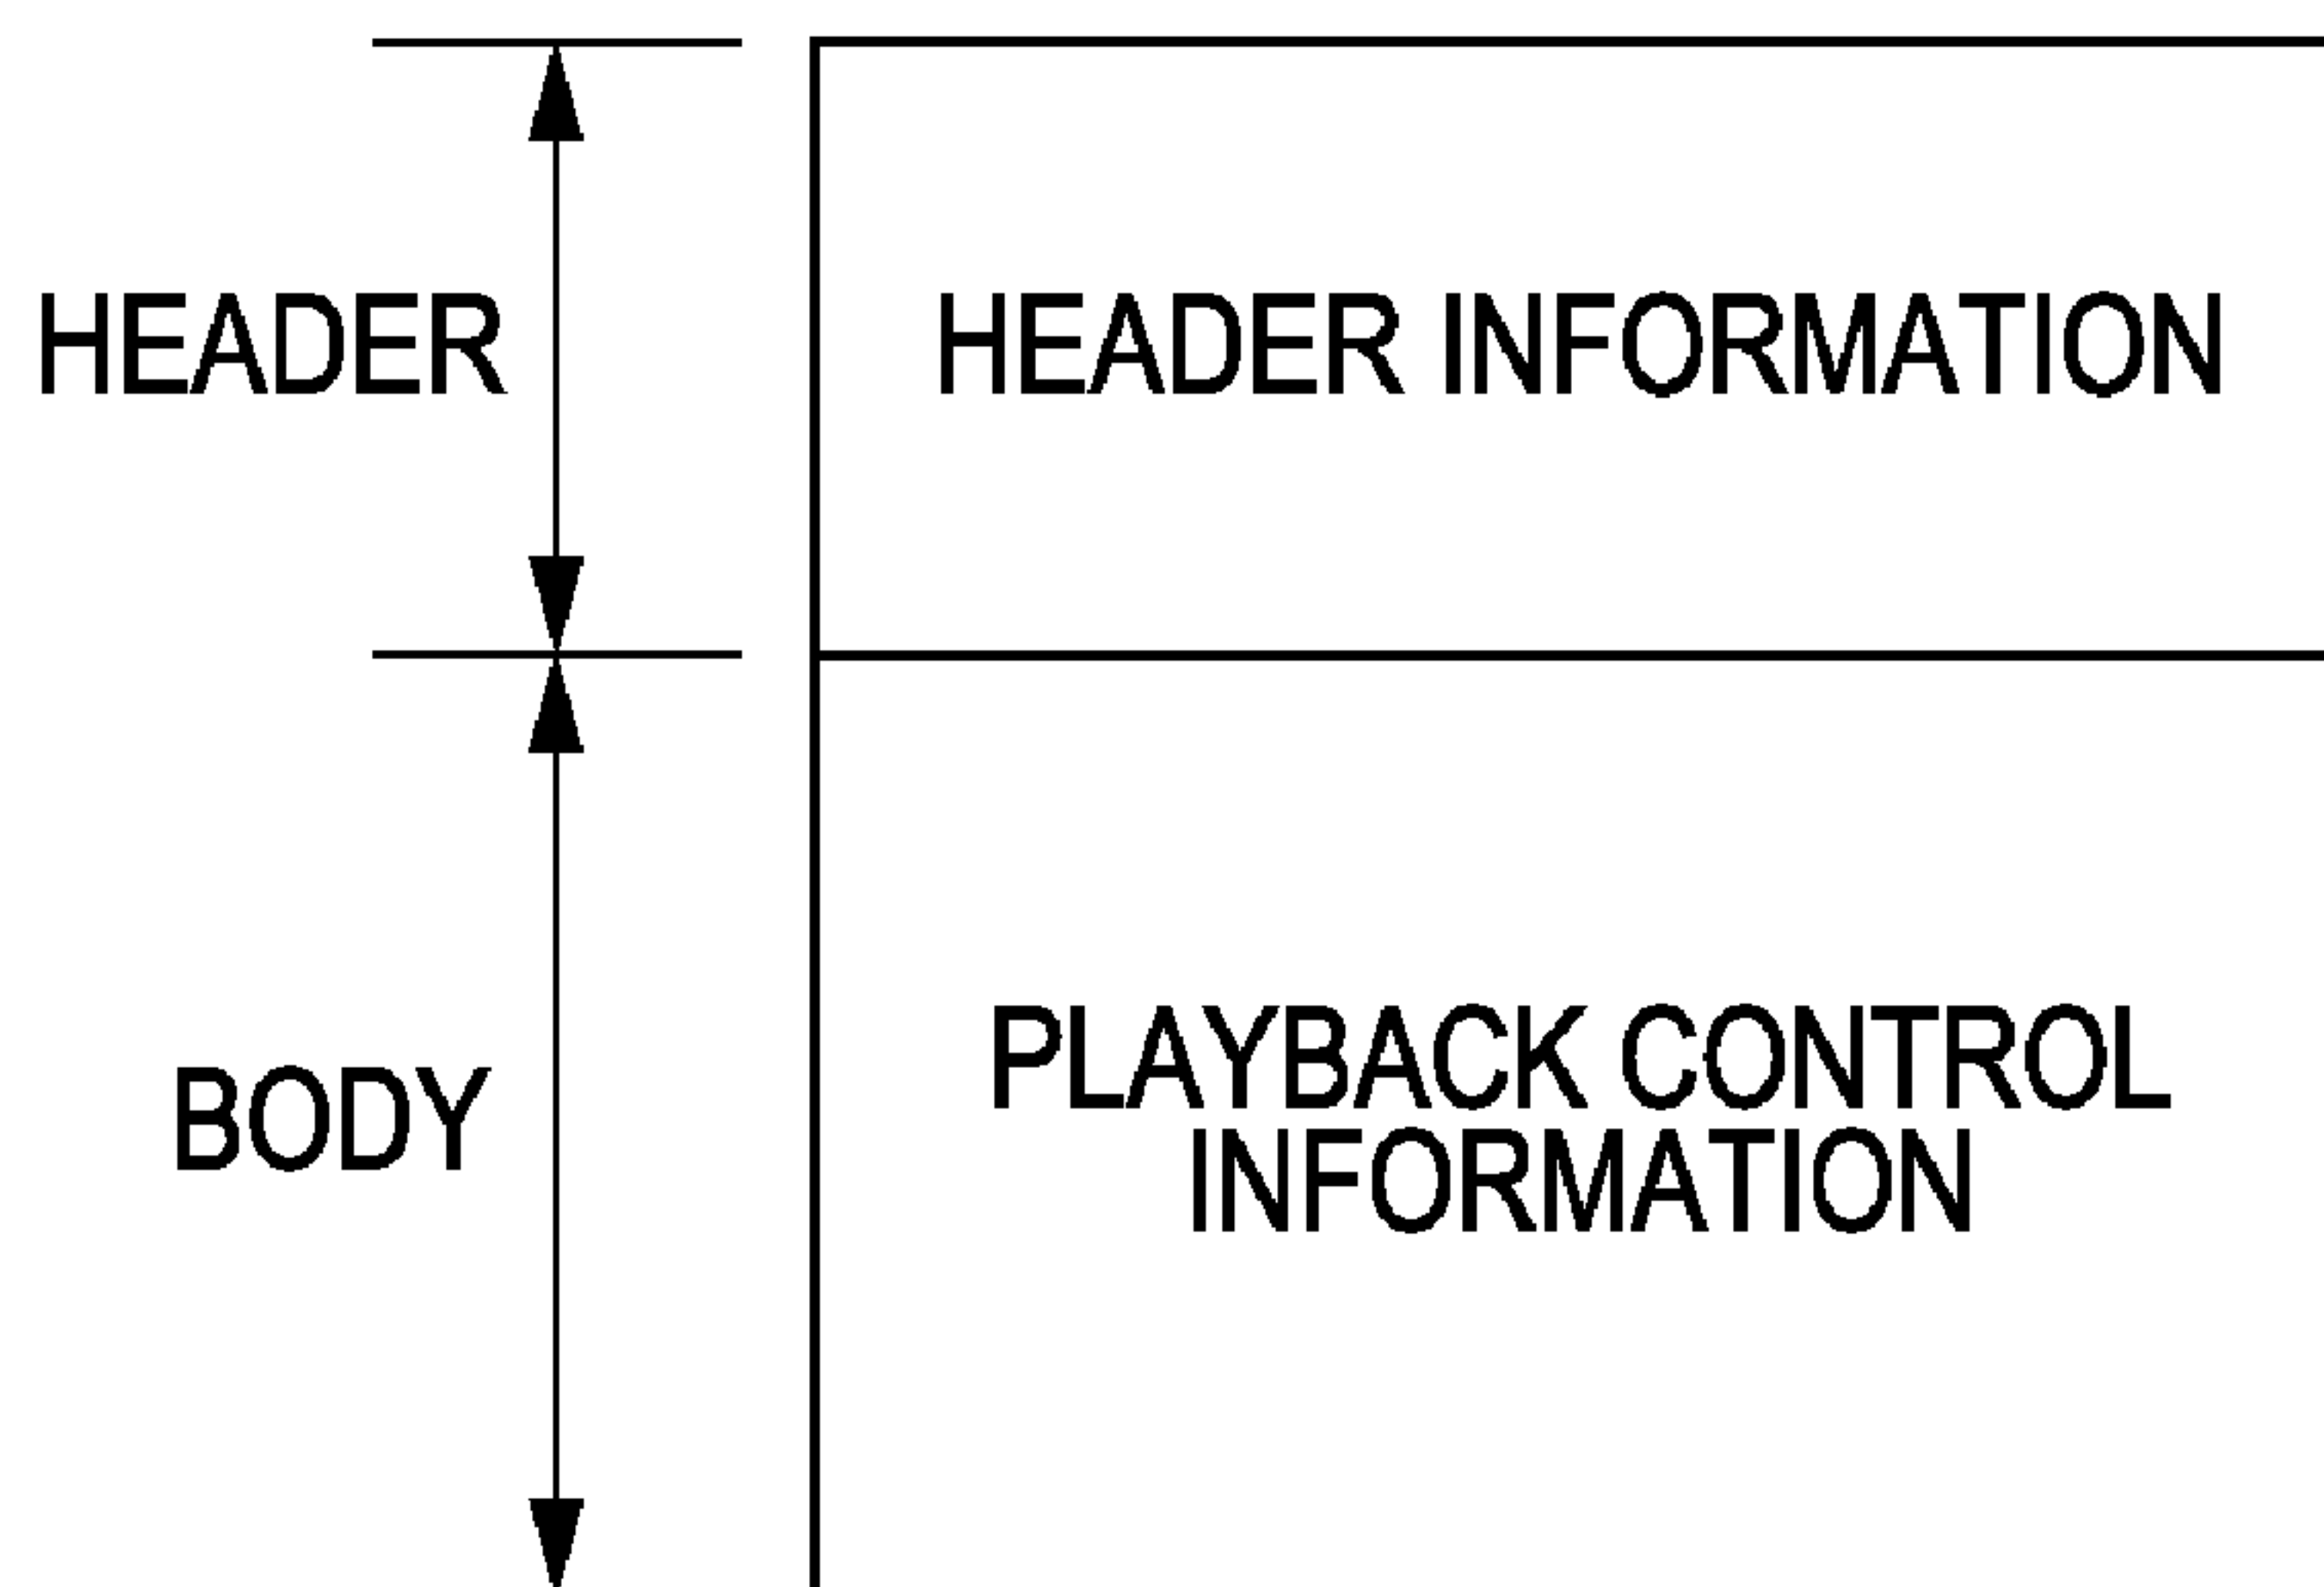 HEADER
HEADER INFORMATION
BODY
PLAYBACK CONTROL
INFORMATION